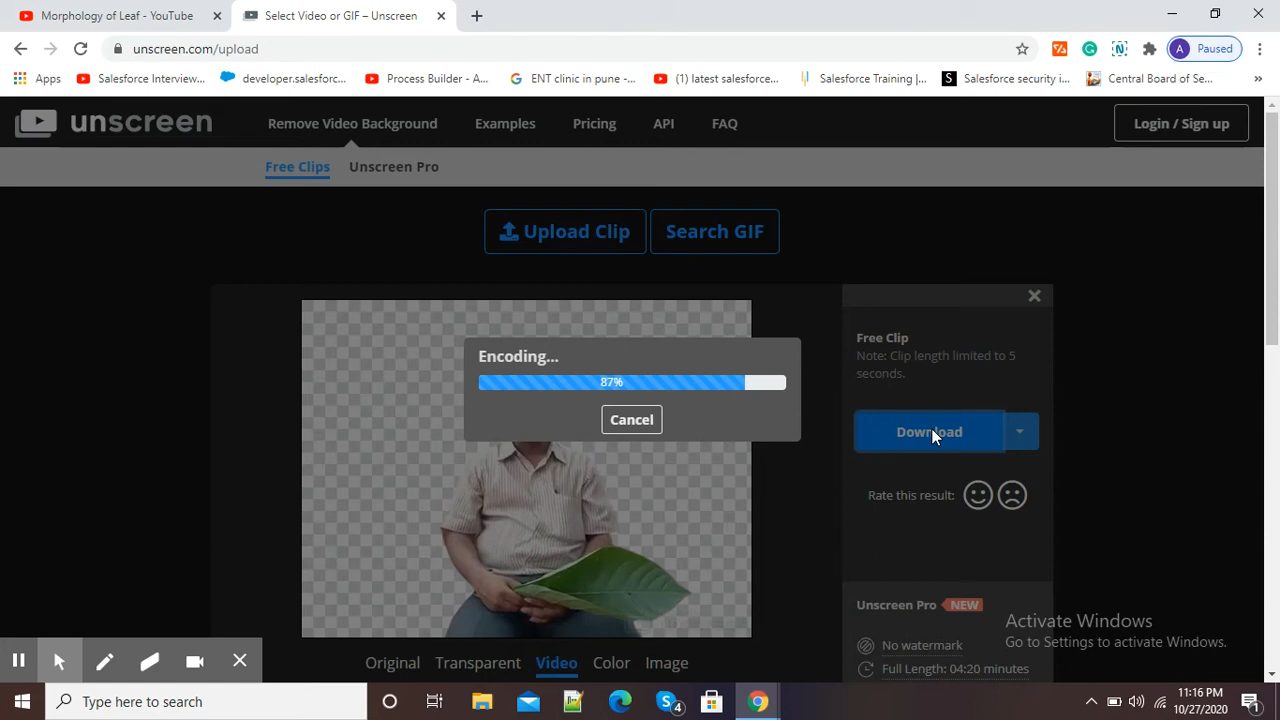 Morphology of Leaf - YouTube
Select Video or GIF – Unscreen
unscreen.com/upload
A Paused
Apps
Salesforce Interview...
developer.salesforc...
Process Builder - A...
ENT clinic in pune -...
(1) latestsalesforce...
Salesforce Training |...
S Salesforce security i...
Central Board of Se...
»
unscreen
Remove Video Background
Examples
Pricing
API
FAQ
Login / Sign up
Free Clips
Unscreen Pro
Upload Clip
Search GIF
Encoding...
87%
Cancel
Free Clip
Note: Clip length limited to 5
seconds.
Download
Rate this result:
Unscreen Pro NEW
No watermark
Full Length: 04:20 minutes
Activate Windows
Go to Settings to activate Windows.
Original
Transparent
Video
Color
Image
Type here to search
4
11:16 PM
10/27/2020
1